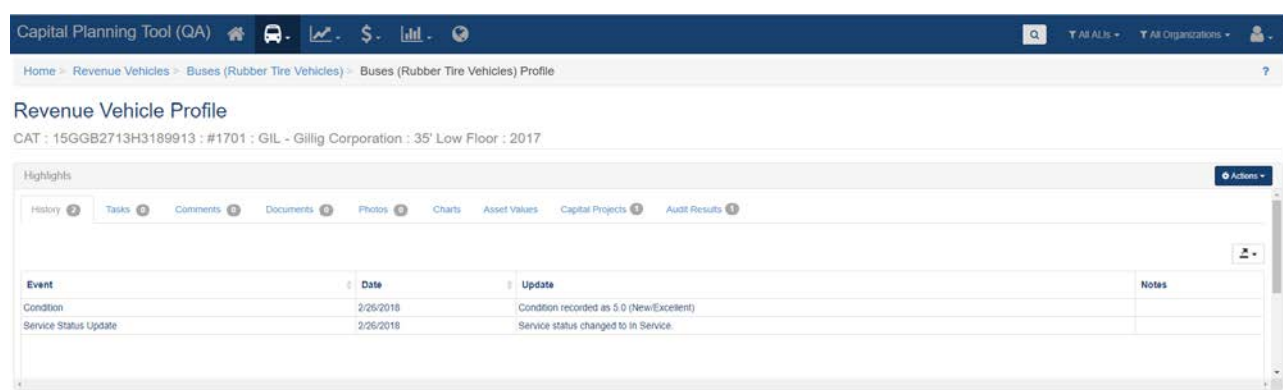 Capital Planning Tool (QA) $ All ALIs All Organizations
Home > Revenue Vehicles > Buses (Rubber Tire Vehicles) > Buses (Rubber Tire Vehicles) Profile ?
Revenue Vehicle Profile
CAT : 15GGB2713H3189913 : #1701 : GIL - Gillig Corporation : 35' Low Floor : 2017
Highlights Actions
History 2 Tasks 0 Comments 0 Documents 0 Photos 0 Charts Asset Values Capital Projects 1 Audit Results 1
Event Date Update Notes
Condition 2/26/2018 Condition recorded as 5.0 (New/Excellent)
Service Status Update 2/26/2018 Service status changed to In Service.